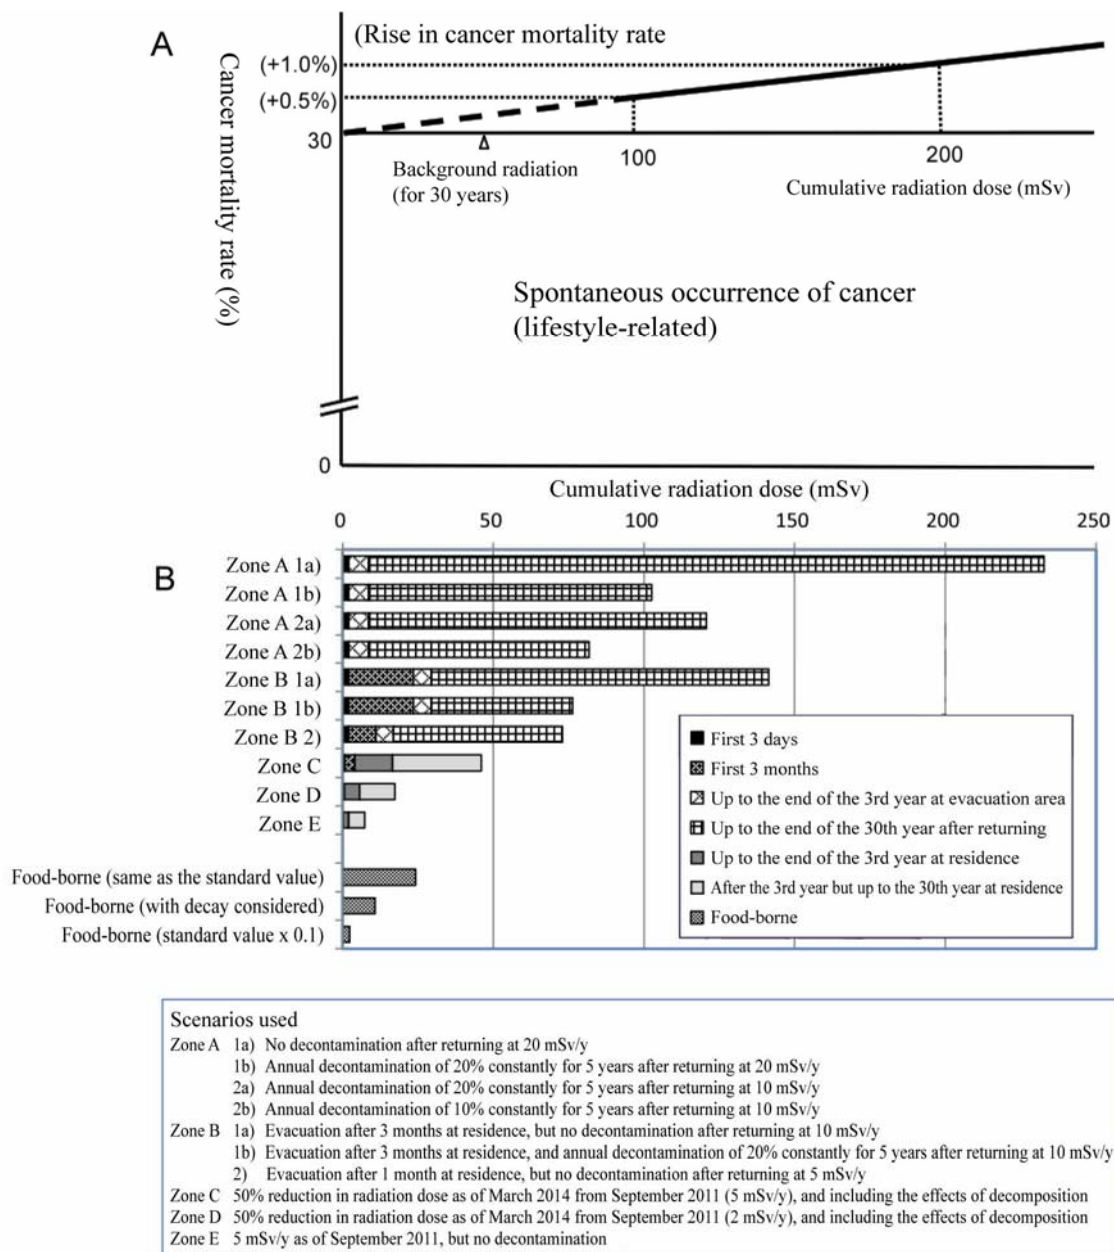 A
(Rise in cancer mortality rate
Cancer mortality rate (%)
(+1.0%)
(+0.5%)
30
Background radiation
(for 30 years)
100
200
Cumulative radiation dose (mSv)
Spontaneous occurrence of cancer
(lifestyle-related)
0
Cumulative radiation dose (mSv)
0 50 100 150 200 250
B
Zone A 1a)
Zone A 1b)
Zone A 2a)
Zone A 2b)
Zone B 1a)
Zone B 1b)
Zone B 2)
Zone C
Zone D
Zone E
Food-borne (same as the standard value)
Food-borne (with decay considered)
Food-borne (standard value x 0.1)
First 3 days
First 3 months
Up to the end of the 3rd year at evacuation area
Up to the end of the 30th year after returning
Up to the end of the 3rd year at residence
After the 3rd year but up to the 30th year at residence
Food-borne
Scenarios used
Zone A 1a) No decontamination after returning at 20 mSv/y
1b) Annual decontamination of 20% constantly for 5 years after returning at 20 mSv/y
2a) Annual decontamination of 20% constantly for 5 years after returning at 10 mSv/y
2b) Annual decontamination of 10% constantly for 5 years after returning at 10 mSv/y
Zone B 1a) Evacuation after 3 months at residence, but no decontamination after returning at 10 mSv/y
1b) Evacuation after 3 months at residence, and annual decontamination of 20% constantly for 5 years after returning at 10 mSv/y
2) Evacuation after 1 month at residence, but no decontamination after returning at 5 mSv/y
Zone C 50% reduction in radiation dose as of March 2014 from September 2011 (5 mSv/y), and including the effects of decomposition
Zone D 50% reduction in radiation dose as of March 2014 from September 2011 (2 mSv/y), and including the effects of decomposition
Zone E 5 mSv/y as of September 2011, but no decontamination